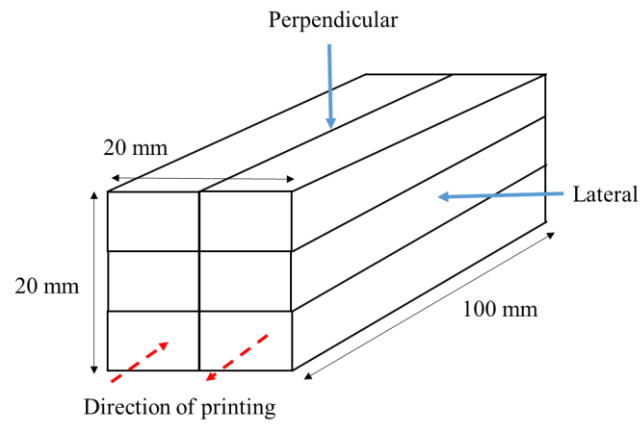 Perpendicular
20 mm
Lateral
20 mm
100 mm
Direction of printing